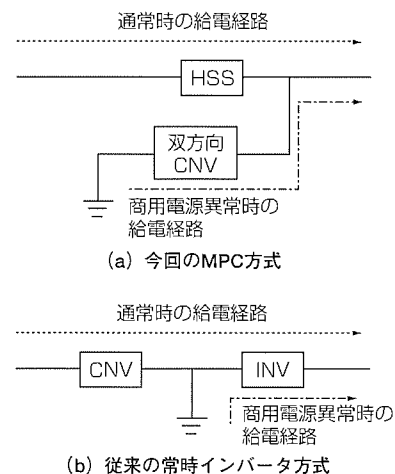 通常時の給電経路
HSS
双方向
CNV
商用電源異常時の
給電経路
(a) 今回のMPC方式
通常時の給電経路
CNV
INV
商用電源異常時の
給電経路
(b) 従来の常時インバータ方式